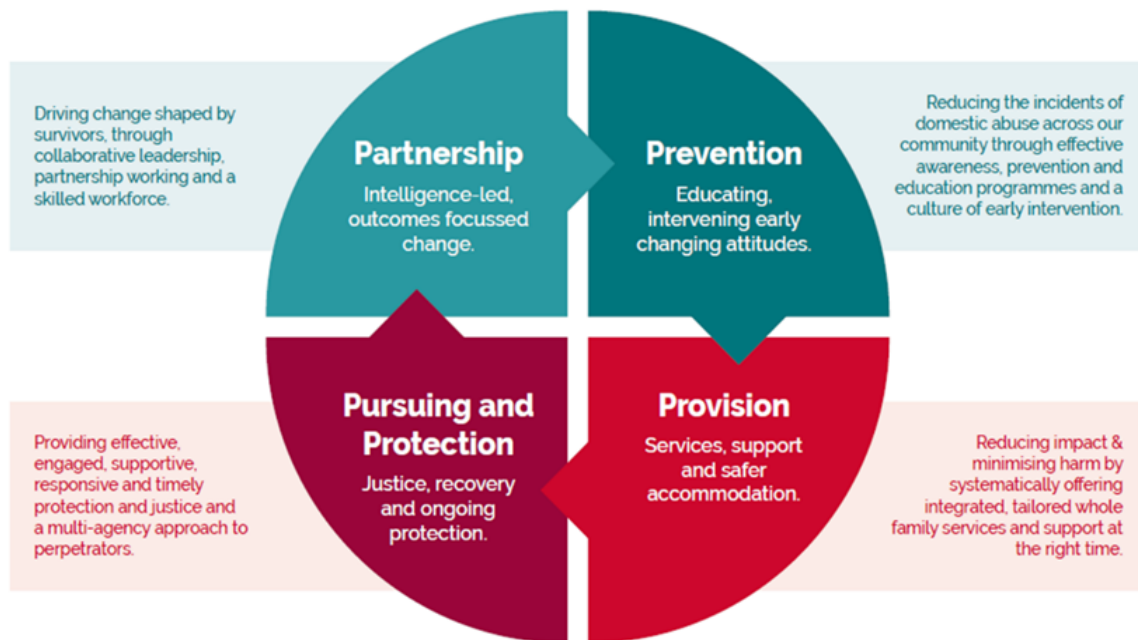 Driving change shaped by
survivors, through
collaborative leadership,
partnership working and a
skilled workforce.
Partnership
Intelligence-led,
outcomes focussed
change.
Prevention
Educating,
intervening early
changing attitudes.
Reducing the incidents of
domestic abuse across our
community through effective
awareness, prevention and
education programmes and a
culture of early intervention.
Providing effective,
engaged, supportive,
responsive and timely
protection and justice and
a multi-agency approach to
perpetrators.
Pursuing and
Protection
Justice, recovery
and ongoing
protection.
Provision
Services, support
and safer
accommodation.
Reducing impact &
minimising harm by
systematically offering
integrated, tailored whole
family services and support at
the right time.